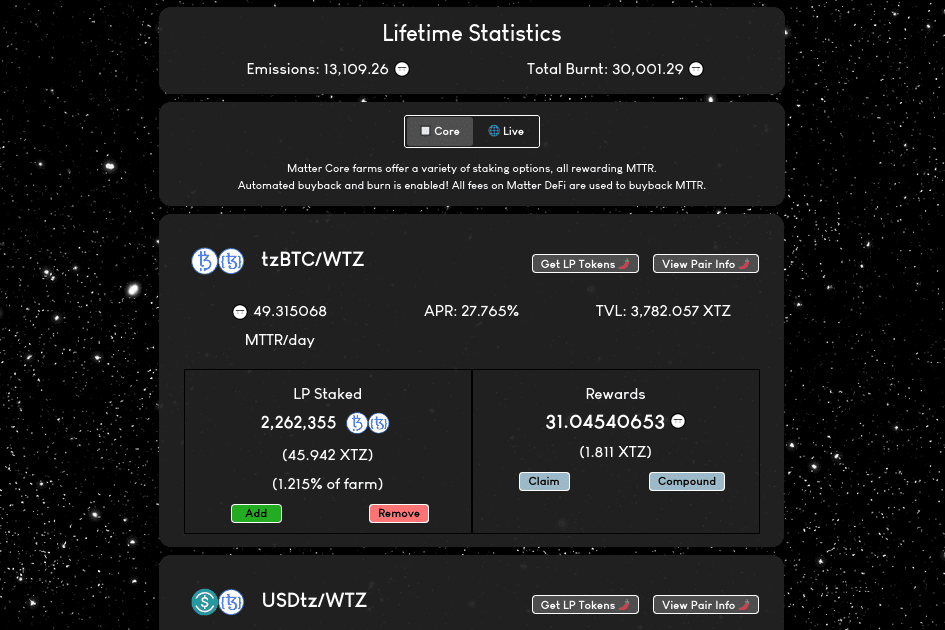 Lifetime Statistics
Emissions: 13,109.26
Total Burnt: 30,001.29
Core
Live
Matter Core farms offer a variety of staking options, all rewarding MTTR.
Automated buyback and burn is enabled! All fees on Matter DeFi are used to buyback MTTR.
tzBTC/WTZ
Get LP Tokens
View Pair Info
49.315068
MTTR/day
APR: 27.765%
TVL: 3,782.057 XTZ
LP Staked
2,262,355
(45.942 XTZ)
(1.215% of farm)
Add
Remove
Rewards
31.04540653
(1.811 XTZ)
Claim
Compound
USDtz/WTZ
Get LP Tokens
View Pair Info